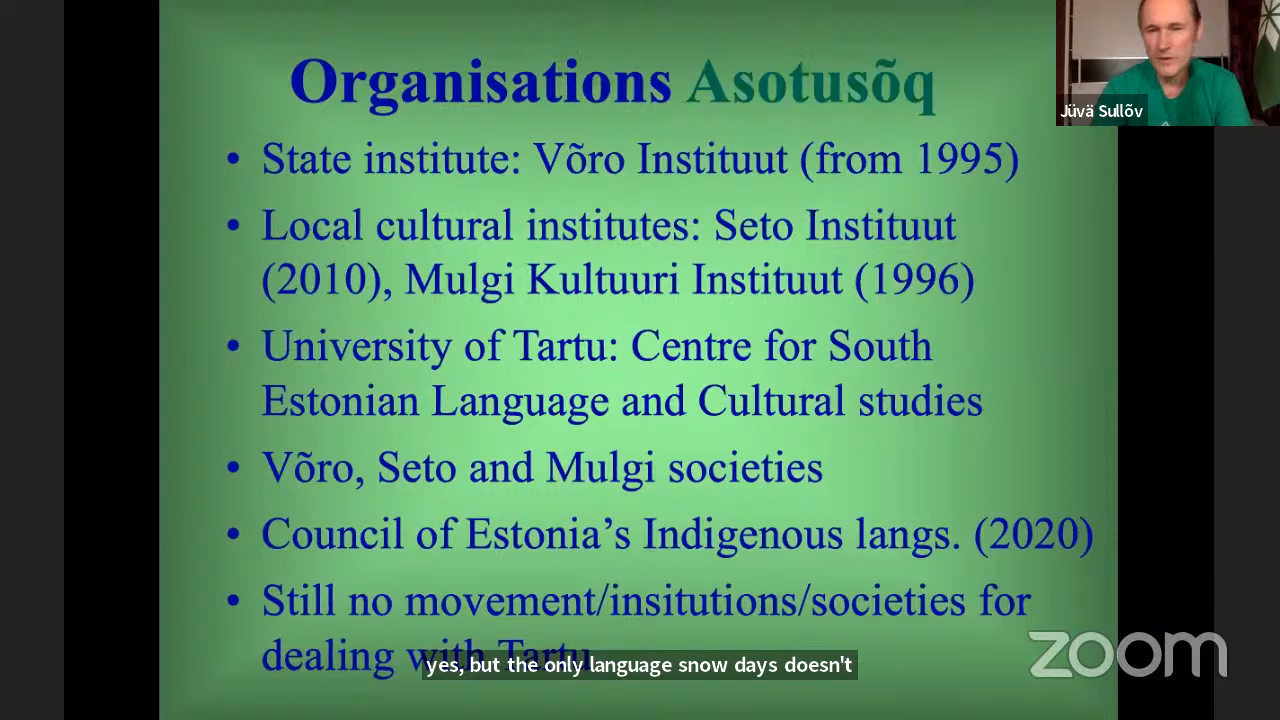 Organisations Asotusõq
Jüvä Sullõv
• State institute: Võro Instituut (from 1995)
• Local cultural institutes: Seto Instituut
(2010), Mulgi Kultuuri Instituut (1996)
• University of Tartu: Centre for South
Estonian Language and Cultural studies
• Võro, Seto and Mulgi societies
• Council of Estonia’s Indigenous langs. (2020)
• Still no movement/insitutions/societies for
dealing with Tartu
yes, but the only language snow days doesn't
zoom